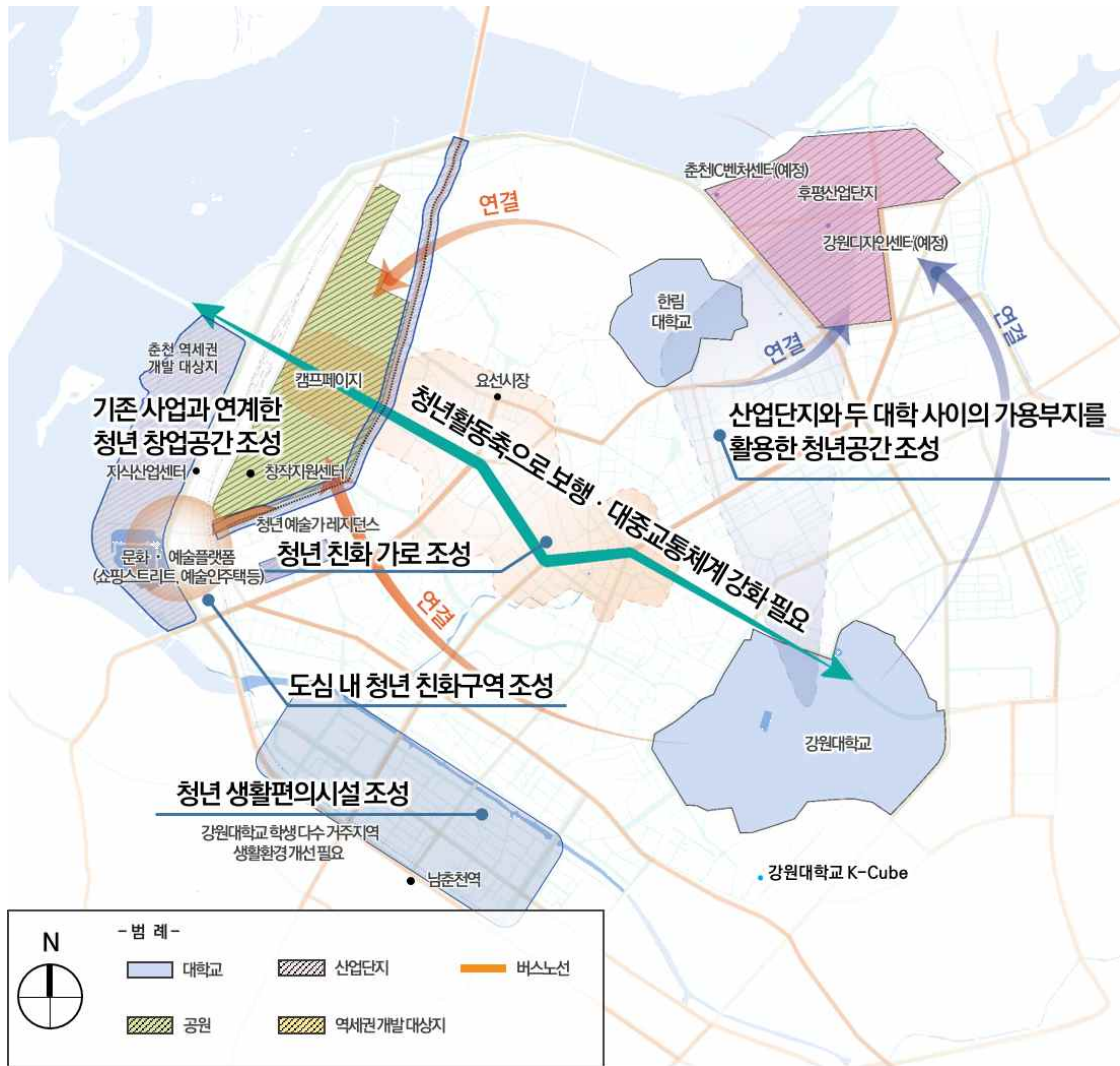 연결
춘천ICT벤처센터(예정)
후평산업단지
강원디자인센터(예정)
한림
대학교
연결
연결
춘천 역세권
개발 대상지
캠프페이지
요선시장
기존 사업과 연계한
청년 창업공간 조성
지식산업센터
창작지원센터
청년활동축으로 보행 · 대중교통체계 강화 필요
산업단지와 두 대학 사이의 가용부지를
활용한 청년공간 조성
청년 예술가 레지던스
청년 친화 가로 조성
문화 · 예술플랫폼
(쇼핑스트리트, 예술인주택등)
연결
도심 내 청년 친화구역 조성
강원대학교
청년 생활편의시설 조성
강원대학교 학생 다수 거주지역
생활환경 개선 필요
남춘천역
강원대학교 K-Cube
N
- 범 례 -
대학교
산업단지
버스노선
공원
역세권 개발 대상지